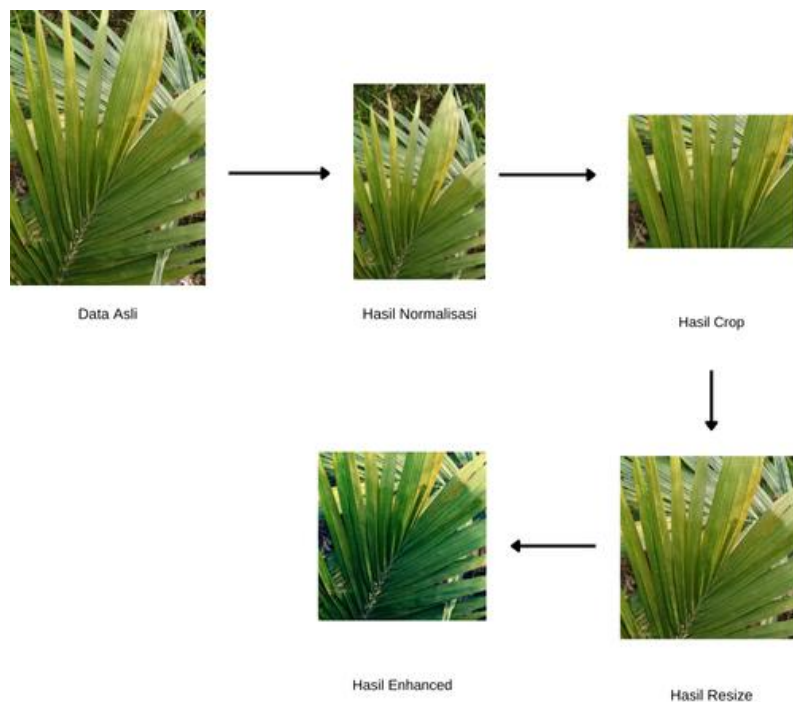 Data Asli
Hasil Normalisasi
Hasil Crop
Hasil Enhanced
Hasil Resize